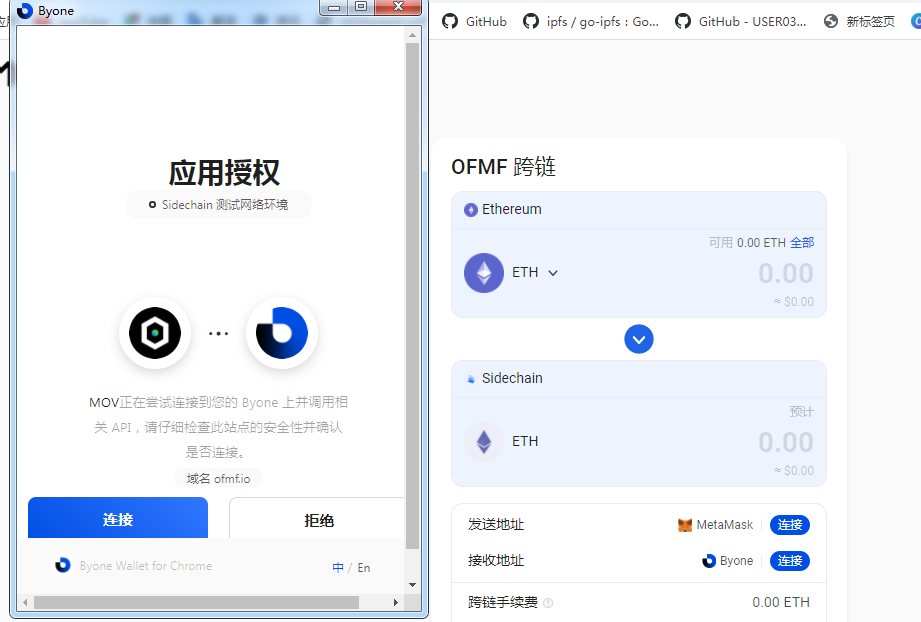 Byone
应用授权
Sidechain 测试网络环境
MOV正在尝试连接到您的 Byone 上并调用相
关 API，请仔细检查此站点的安全性并确认
是否连接。
域名 ofmf.io
连接
拒绝
Byone Wallet for Chrome
中 / En
GitHub
ipfs / go-ipfs : Go...
GitHub - USER03...
新标签页
OFMF 跨链
Ethereum
可用 0.00 ETH 全部
ETH
0.00
≈ $0.00
Sidechain
预计
ETH
0.00
≈ $0.00
发送地址
MetaMask
连接
接收地址
Byone
连接
跨链手续费
0.00 ETH